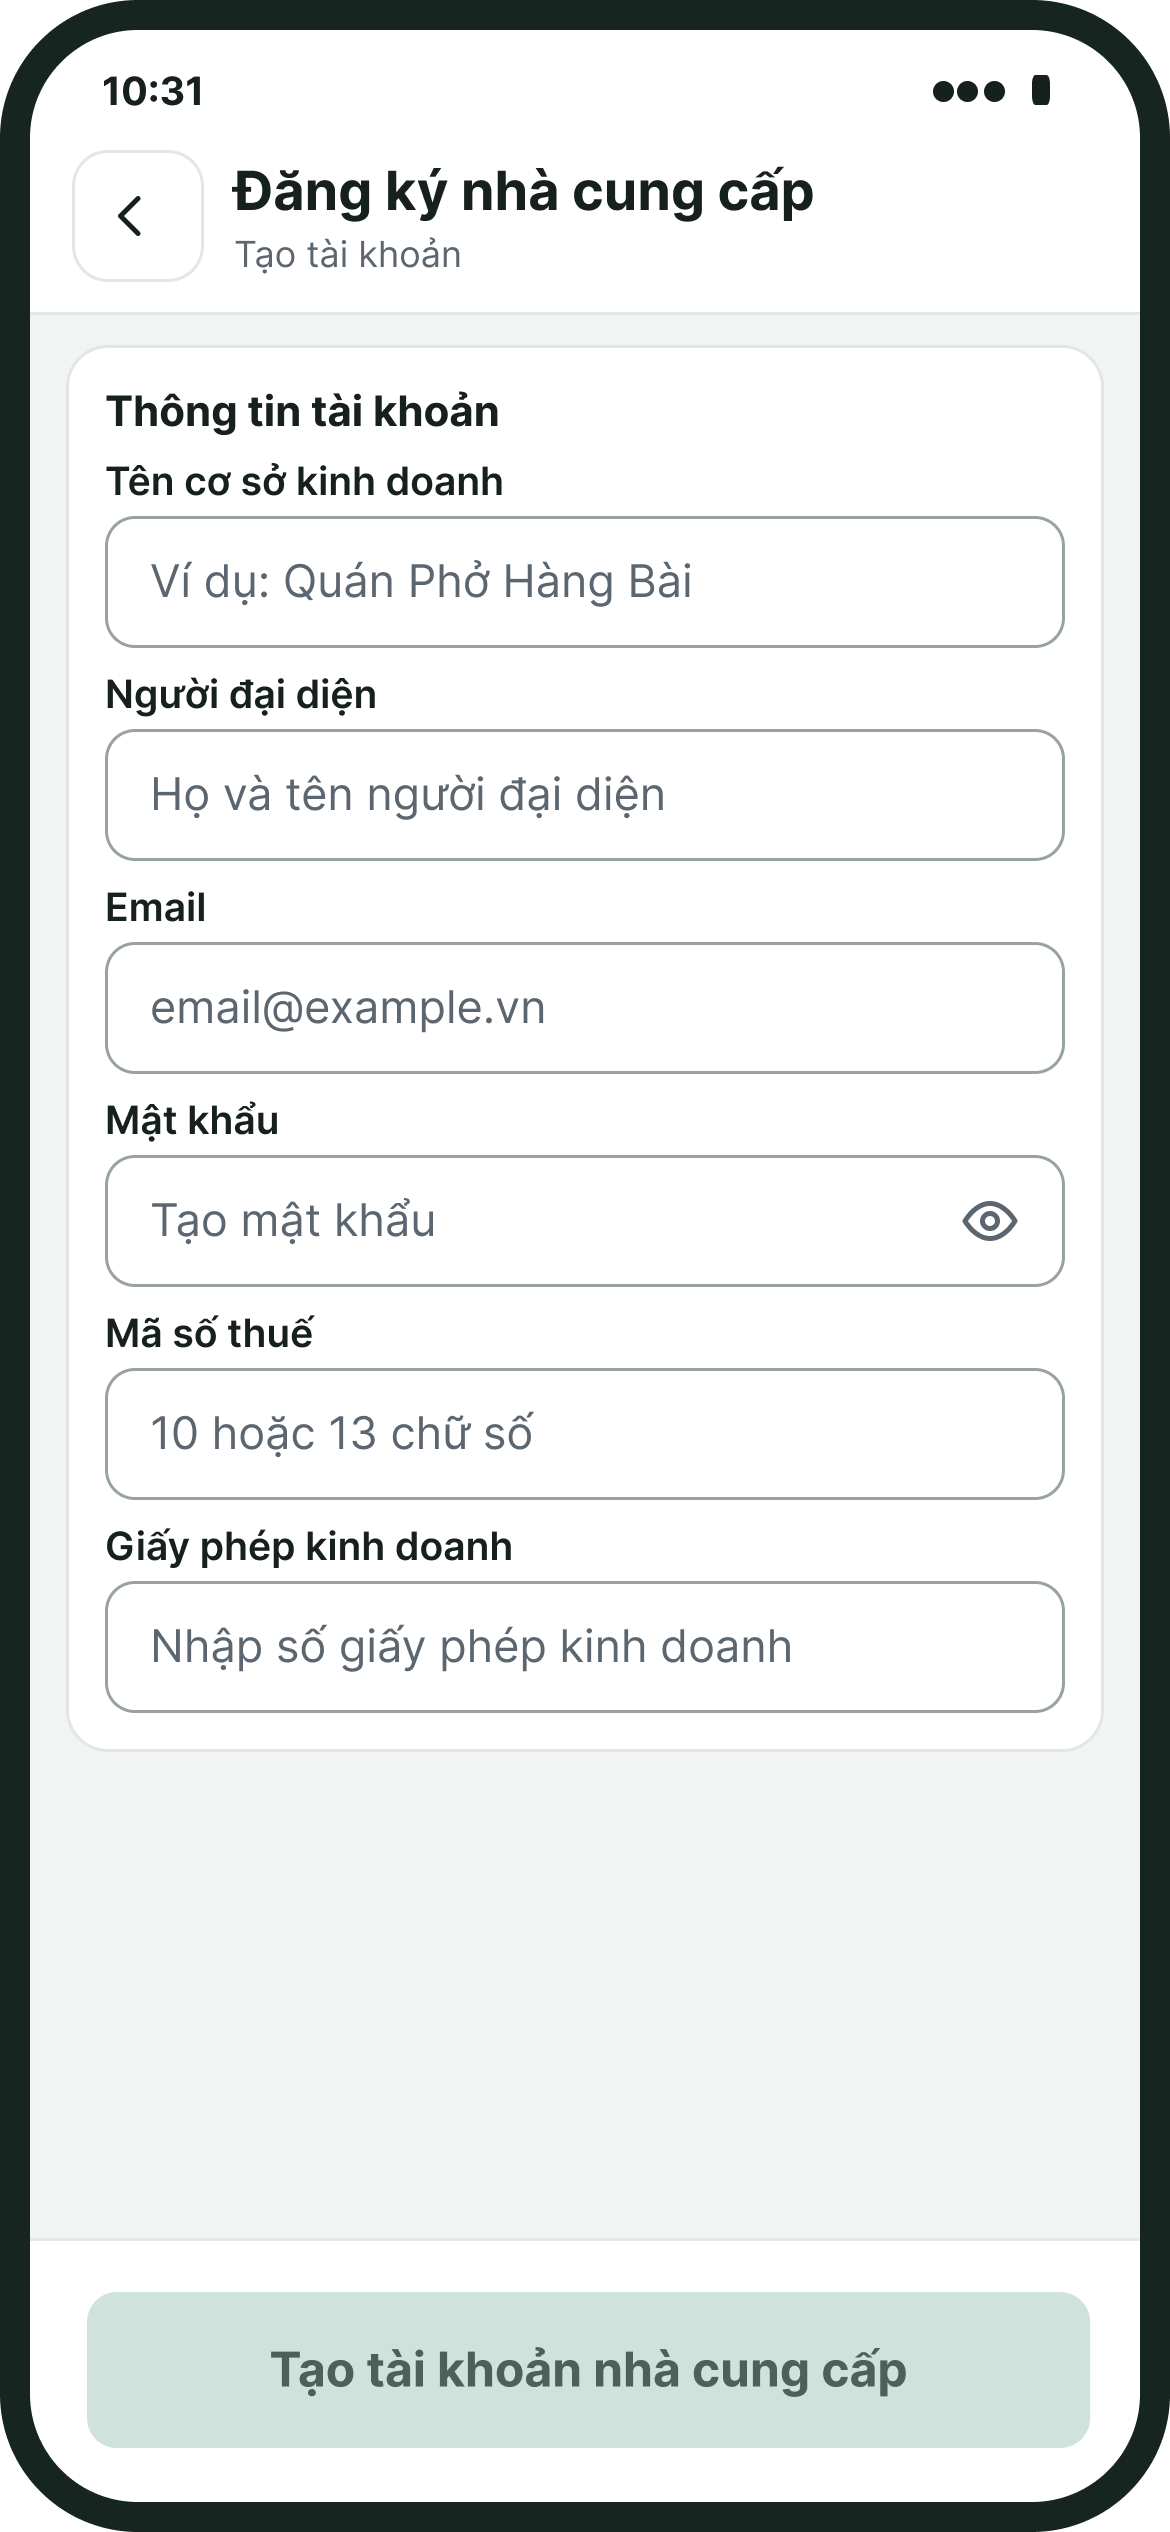 10:31
Đăng ký nhà cung cấp
Tạo tài khoản
Thông tin tài khoản
Tên cơ sở kinh doanh
Ví dụ: Quán Phở Hàng Bài
Người đại diện
Họ và tên người đại diện
Email
email@example.vn
Mật khẩu
Tạo mật khẩu
Mã số thuế
10 hoặc 13 chữ số
Giấy phép kinh doanh
Nhập số giấy phép kinh doanh
Tạo tài khoản nhà cung cấp